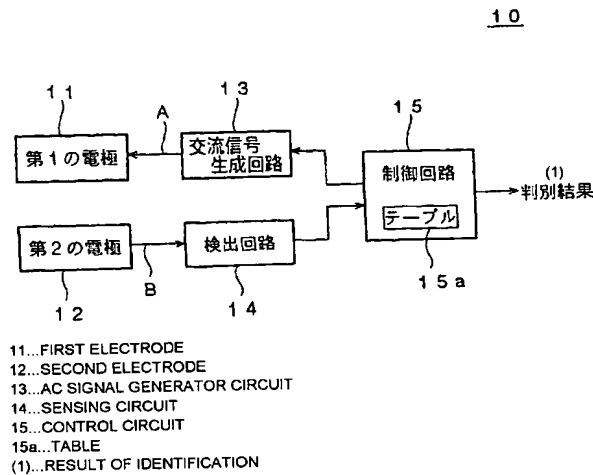 10
11
A
13
15
第1の電極
交流信号
生成回路
制御回路
(1)
判別結果
テーブル
第2の電極
検出回路
B
15a
12
14
11...FIRST ELECTRODE
12...SECOND ELECTRODE
13...AC SIGNAL GENERATOR CIRCUIT
14...SENSING CIRCUIT
15...CONTROL CIRCUIT
15a...TABLE
(1)...RESULT OF IDENTIFICATION